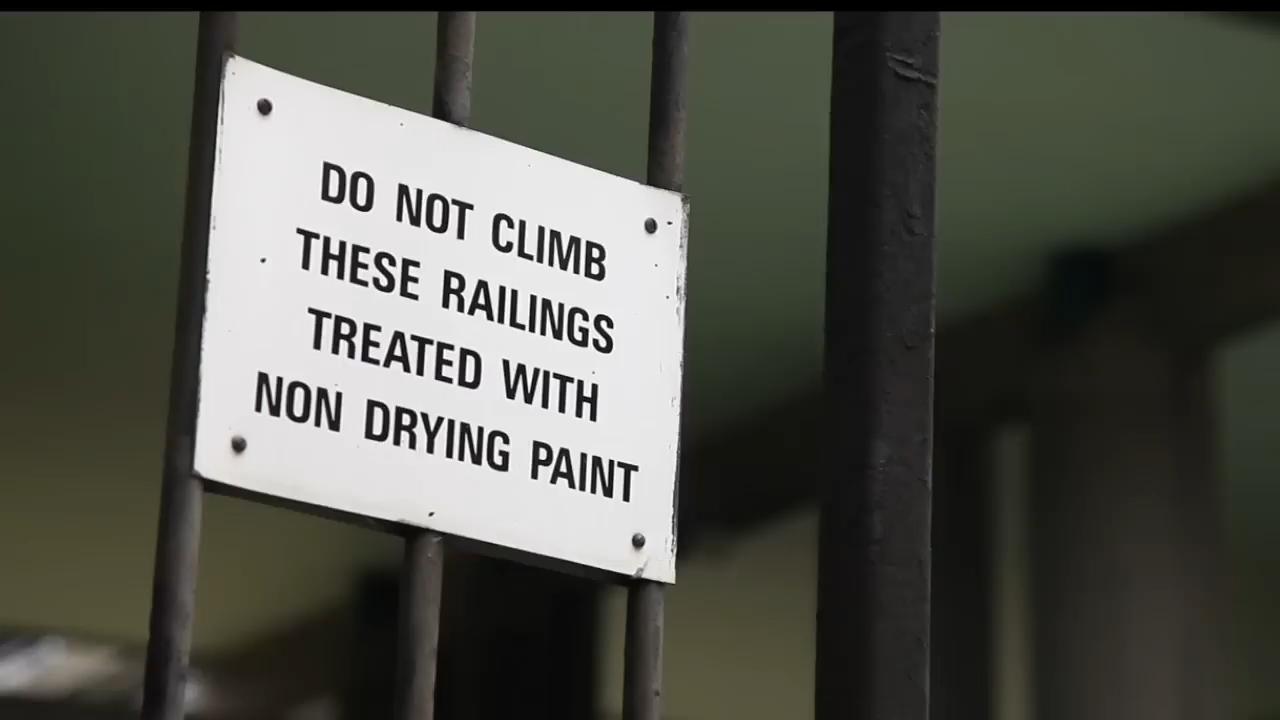 DO NOT CLIMB
THESE RAILINGS
TREATED WITH
NON DRYING PAINT